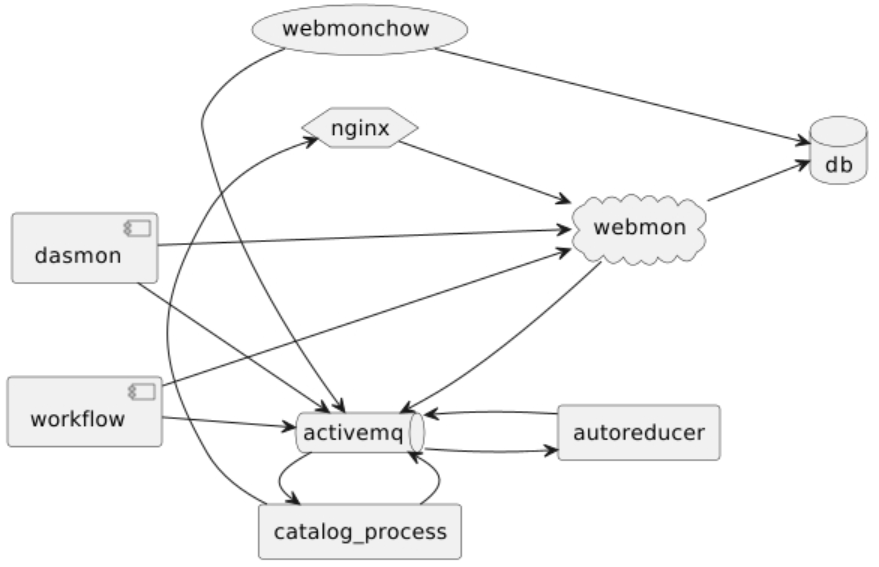 webmonchow
nginx
db
webmon
dasmon
workflow
activemq
autoreducer
catalog_process